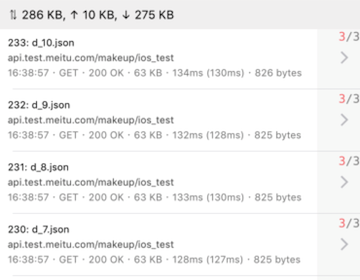 ⇅ 286 KB, ↑ 10 KB, ↓ 275 KB
233: d_10.json
3/3
api.test.meitu.com/makeup/ios_test
16:38:57 · GET · 200 OK · 63 KB · 134ms (130ms) · 826 bytes
232: d_9.json
3/3
api.test.meitu.com/makeup/ios_test
16:38:57 · GET · 200 OK · 63 KB · 132ms (128ms) · 825 bytes
231: d_8.json
3/3
api.test.meitu.com/makeup/ios_test
16:38:57 · GET · 200 OK · 63 KB · 133ms (130ms) · 825 bytes
230: d_7.json
3/3
api.test.meitu.com/makeup/ios_test
16:38:57 · GET · 200 OK · 63 KB · 128ms (127ms) · 825 bytes